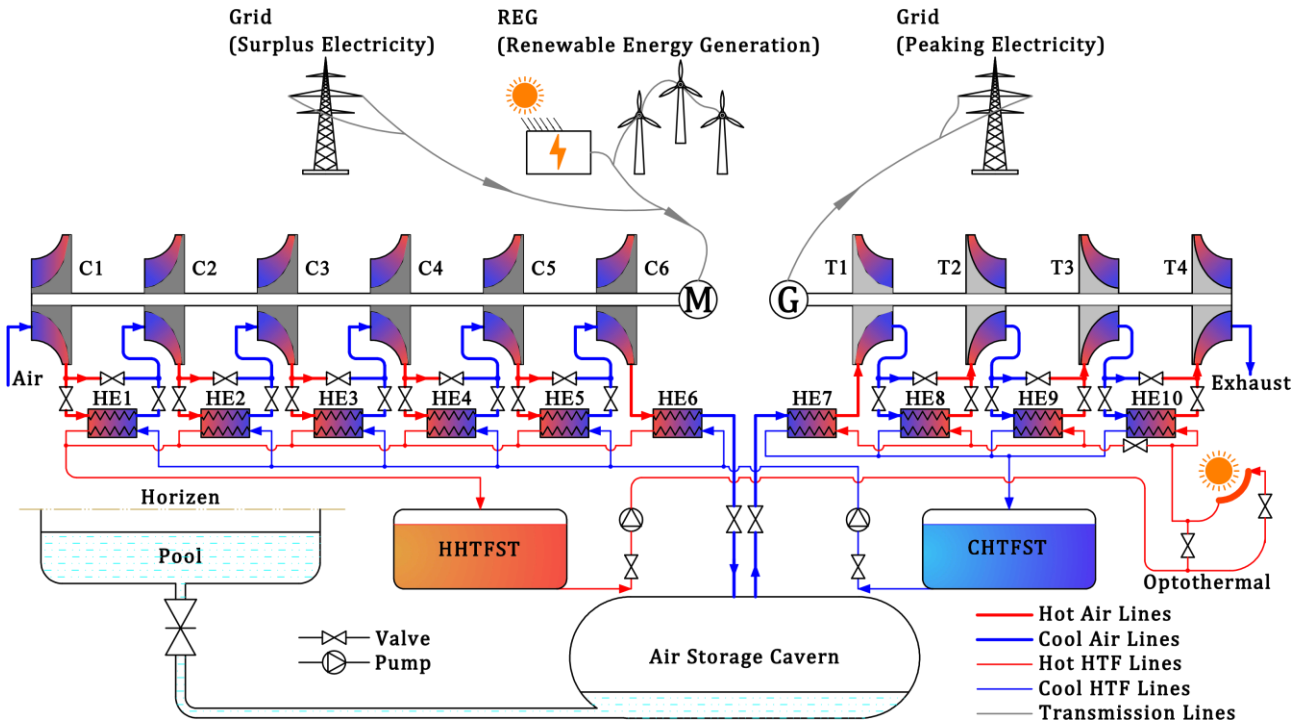 Grid
(Surplus Electricity)
REG
(Renewable Energy Generation)
Grid
(Peaking Electricity)
C1
C2
C3
C4
C5
C6
M
G
T1
T2
T3
T4
Air
Exhaust
HE1
HE2
HE3
HE4
HE5
HE6
HE7
HE8
HE9
HE10
Horizen
Pool
HHTFST
CHTFST
Optothermal
Valve
Pump
Air Storage Cavern
Hot Air Lines
Cool Air Lines
Hot HTF Lines
Cool HTF Lines
Transmission Lines